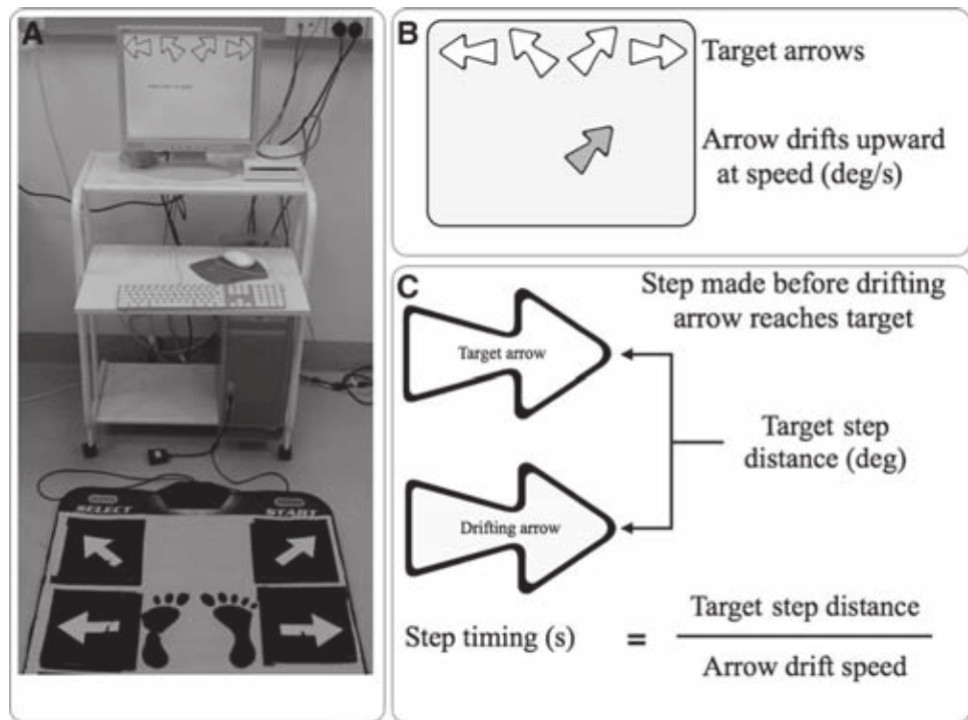 A
SELECT
START
B
Target arrows
Arrow drifts upward
at speed (deg/s)
C
Step made before drifting
arrow reaches target
Target arrow
Target step
distance (deg)
Drifting arrow
Step timing (s) =
Target step distance
Arrow drift speed